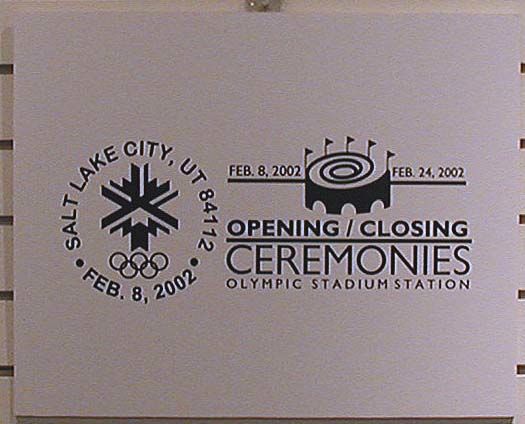 SALT LAKE CITY, UT 84112
• FEB. 8, 2002 •
FEB. 8, 2002
FEB. 24, 2002
OPENING / CLOSING
CEREMONIES
OLYMPIC STADIUM STATION